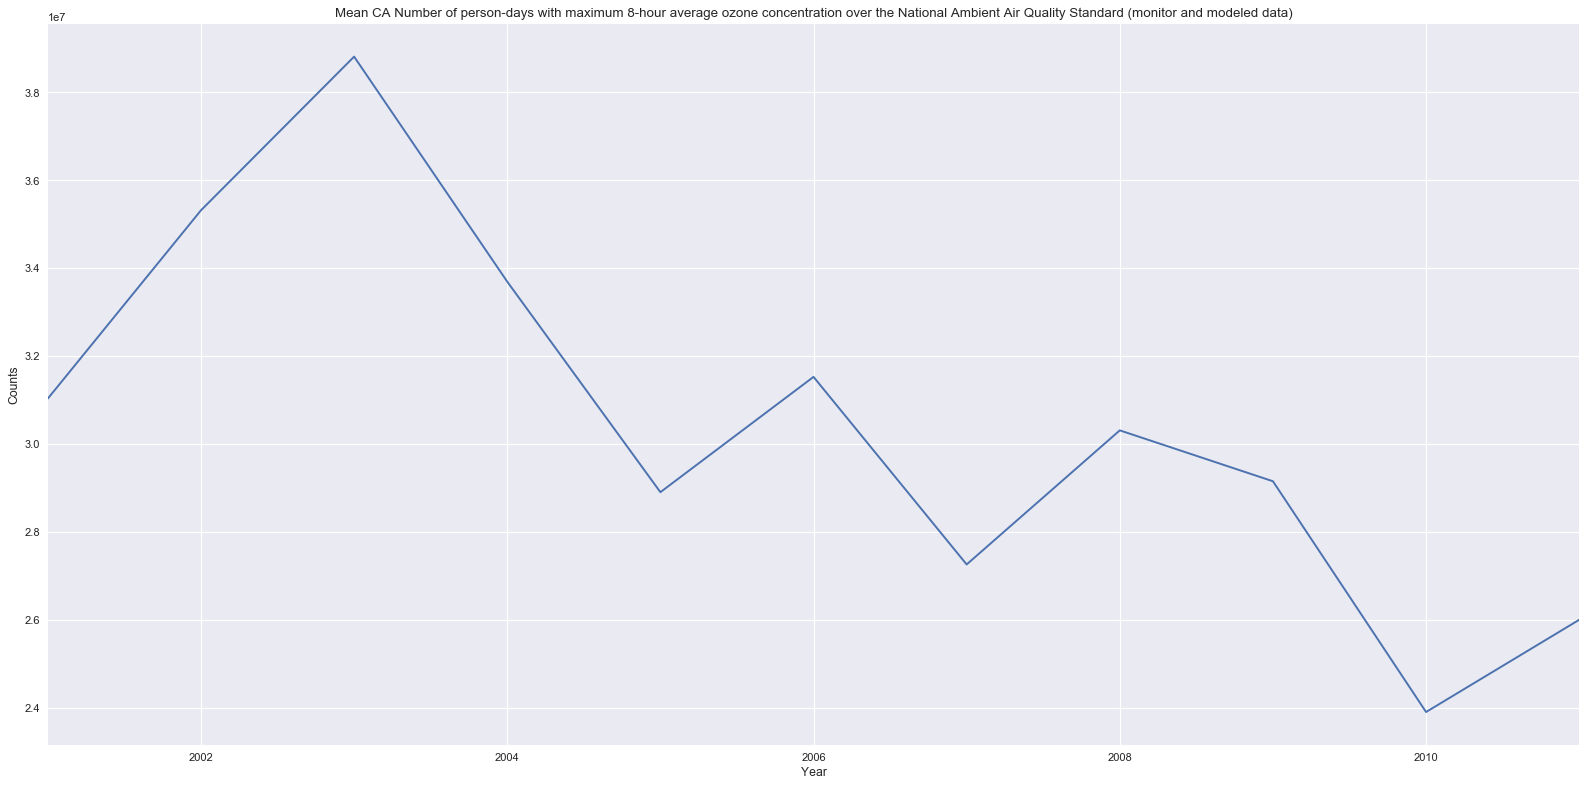 Mean CA Number of person-days with maximum 8-hour average ozone concentration over the National Ambient Air Quality Standard (monitor and modeled data)
1e7
3.8
3.6
3.4
3.2
3.0
2.8
2.6
2.4
Counts
2002 2004 2006 2008 2010
Year